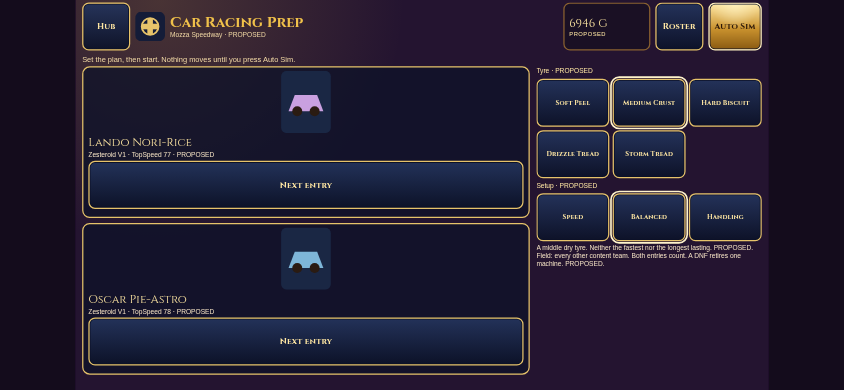 Hub
Car Racing Prep
Mozza Speedway · PROPOSED
6946 G
PROPOSED
Roster
Auto Sim
Set the plan, then start. Nothing moves until you press Auto Sim.
Lando Nori-Rice
Zesteroid V1 · TopSpeed 77 · PROPOSED
Next entry
Oscar Pie-Astro
Zesteroid V1 · TopSpeed 78 · PROPOSED
Next entry
Tyre · PROPOSED
Soft Peel
Medium Crust
Hard Biscuit
Drizzle Tread
Storm Tread
Setup · PROPOSED
Speed
Balanced
Handling
A middle dry tyre. Neither the fastest nor the longest lasting. PROPOSED.
Field: every other content team. Both entries count. A DNF retires one
machine. PROPOSED.